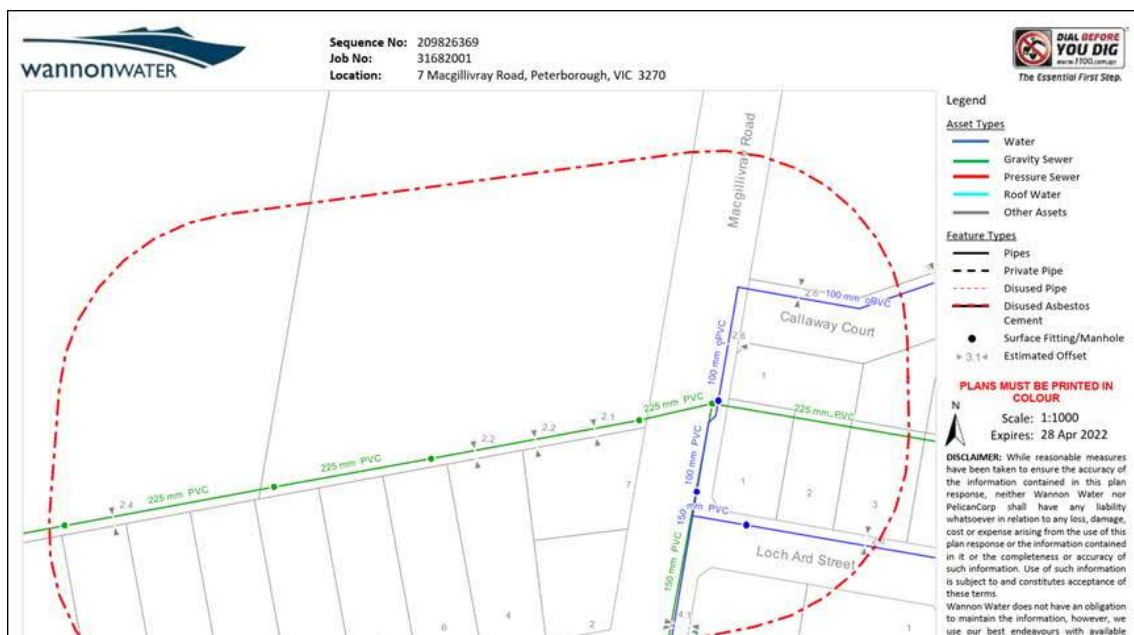 wannonWATER
Sequence No: 209826369
Job No: 31682001
Location: 7 Macgillivray Road, Peterborough, VIC 3270
DIAL BEFORE
YOU DIG
www.1100.com.au
The Essential First Step.
Legend
Asset Types
Water
Gravity Sewer
Pressure Sewer
Roof Water
Other Assets
Feature Types
Pipes
Private Pipe
Disused Pipe
Disused Asbestos
Cement
Surface Fitting/Manhole
3.1 Estimated Offset
PLANS MUST BE PRINTED IN
COLOUR
N
Scale: 1:1000
Expires: 28 Apr 2022
DISCLAIMER: While reasonable measures
have been taken to ensure the accuracy of
the information contained in this plan
response, neither Wannon Water nor
PelicanCorp shall have any liability
whatsoever in relation to any loss, damage,
cost or expense arising from the use of this
plan response or the information contained
in it or the completeness or accuracy of
such information. Use of such information
is subject to and constitutes acceptance of
these terms.
Wannon Water does not have an obligation
to maintain the information, however, we
use our best endeavours with available
Macgillivray Road
2.6
100 mm oPVC
Callaway Court
2.6
100 mm oPVC
1
225 mm PVC
225 mm PVC
2.1
2.2
2.2
225 mm PVC
225 mm PVC
2.4
100 mm PVC
7
1
2
3
150 mm PVC
Loch Ard Street
150 mm PVC
6
4
2
4.1
1